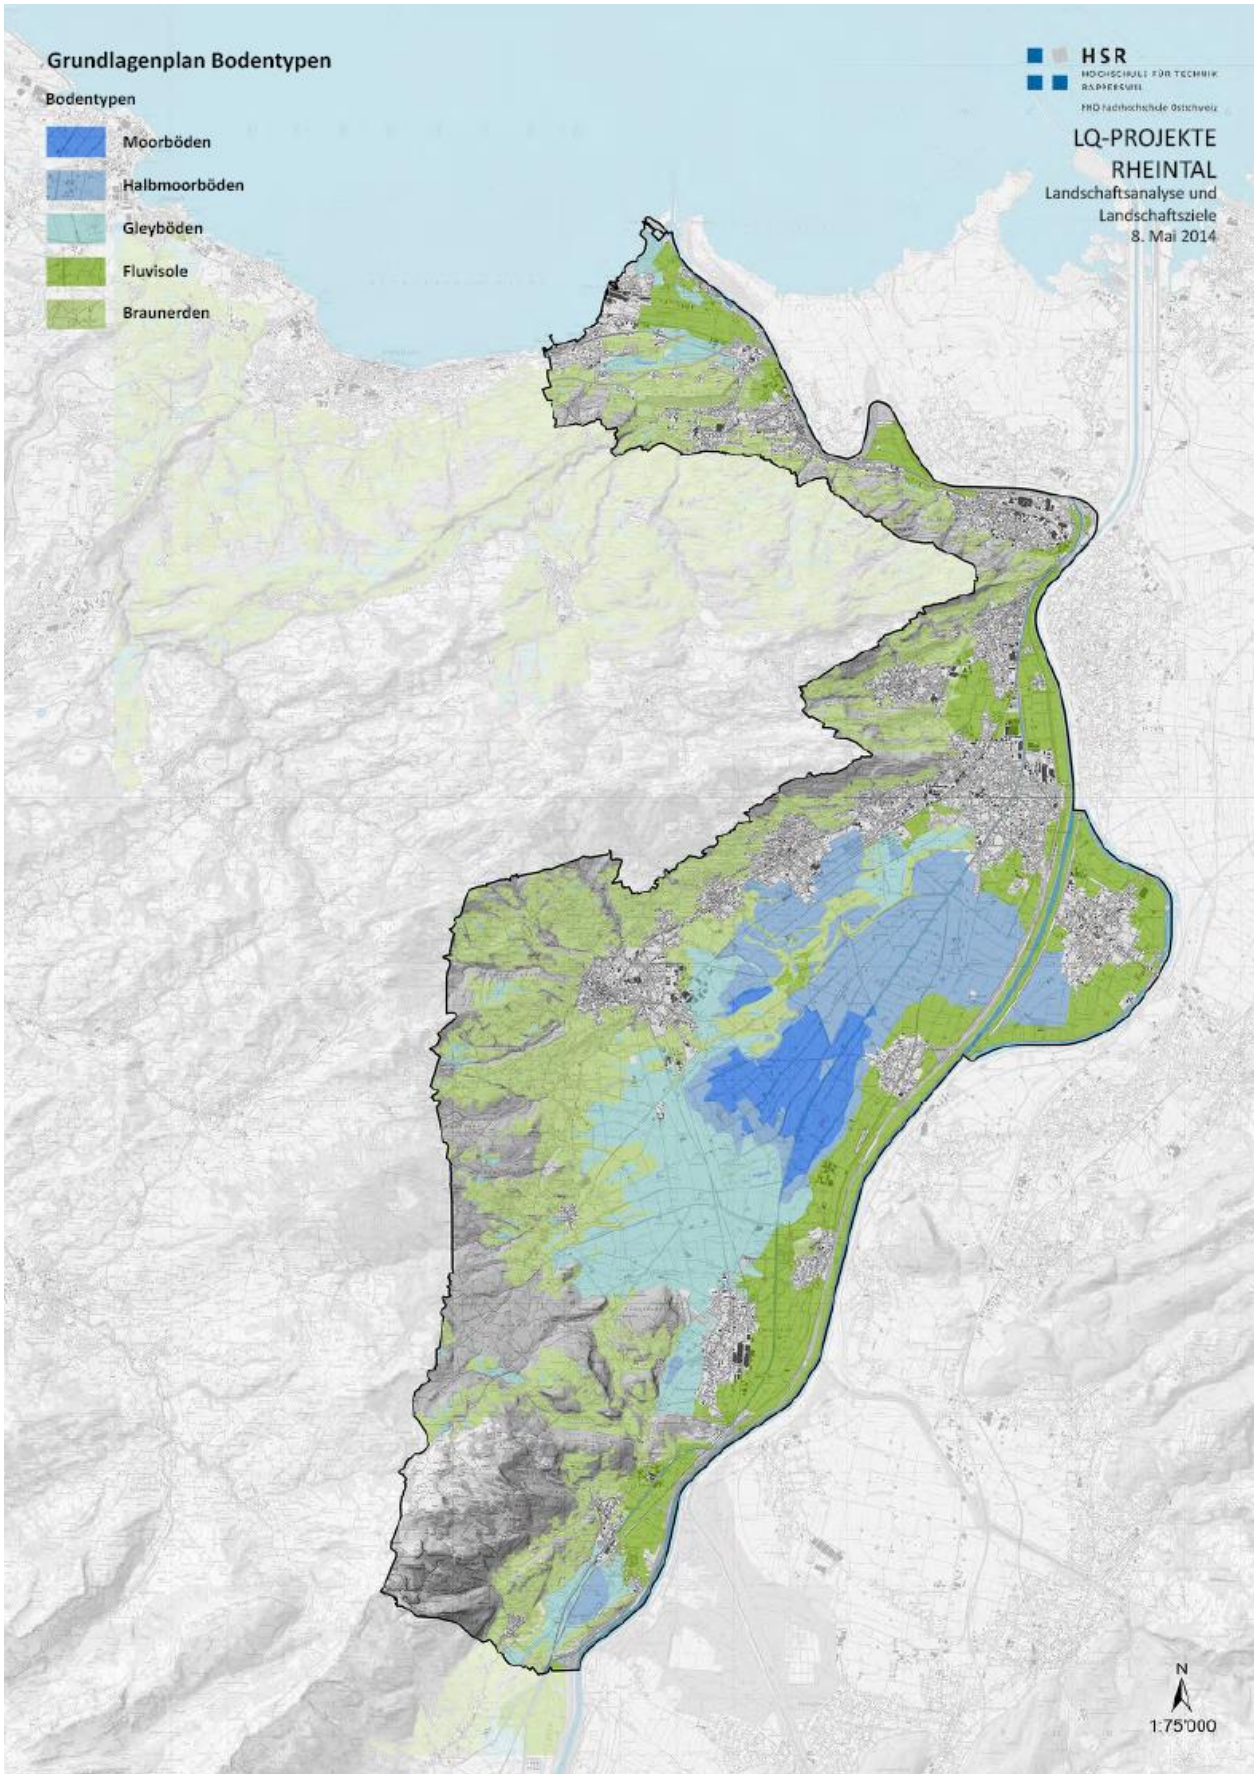 Grundlagenplan Bodentypen
Bodentypen
Moorböden
Halbmoorböden
Gleyböden
Fluvisole
Braunerden
HSR
HOCHSCHULE FÜR TECHNIK
RAPPERSWIL
FHO Fachhochschule Ostschweiz
LQ-PROJEKTE
RHEINTAL
Landschaftsanalyse und
Landschaftsziele
8. Mai 2014
N
1:75'000